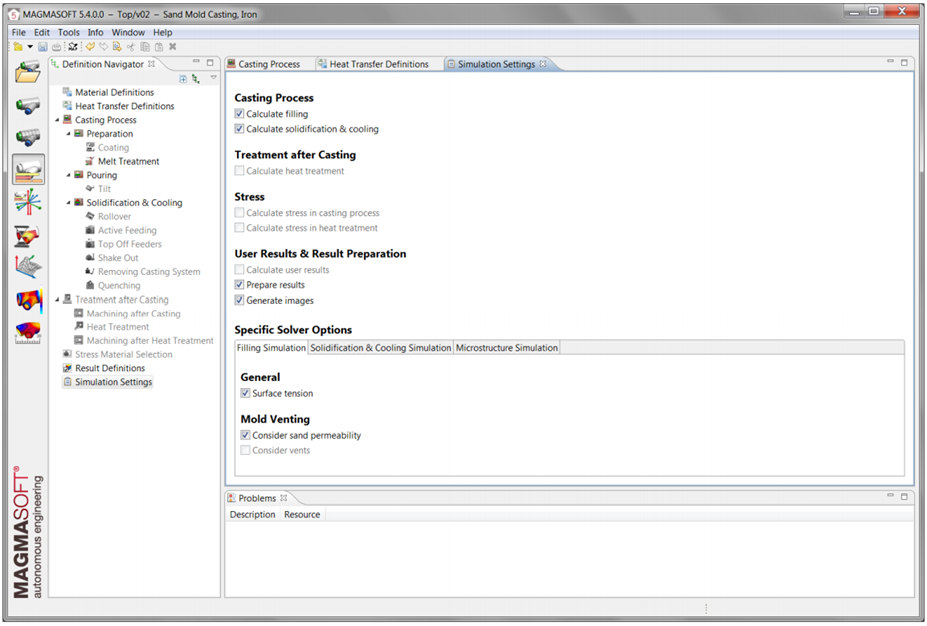 MAGMASOFT 5.4.0.0 – Top/v02 – Sand Mold Casting, Iron
File Edit Tools Info Window Help
Definition Navigator
Material Definitions
Heat Transfer Definitions
Casting Process
Preparation
Coating
Melt Treatment
Pouring
Tilt
Solidification & Cooling
Rollover
Active Feeding
Top Off Feeders
Shake Out
Removing Casting System
Quenching
Treatment after Casting
Machining after Casting
Heat Treatment
Machining after Heat Treatment
Stress Material Selection
Result Definitions
Simulation Settings
Casting Process Heat Transfer Definitions Simulation Settings
Casting Process
Calculate filling
Calculate solidification & cooling
Treatment after Casting
Calculate heat treatment
Stress
Calculate stress in casting process
Calculate stress in heat treatment
User Results & Result Preparation
Calculate user results
Prepare results
Generate images
Specific Solver Options
Filling Simulation Solidification & Cooling Simulation Microstructure Simulation
General
Surface tension
Mold Venting
Consider sand permeability
Consider vents
Problems
Description Resource
MAGMASOFT®
autonomous engineering